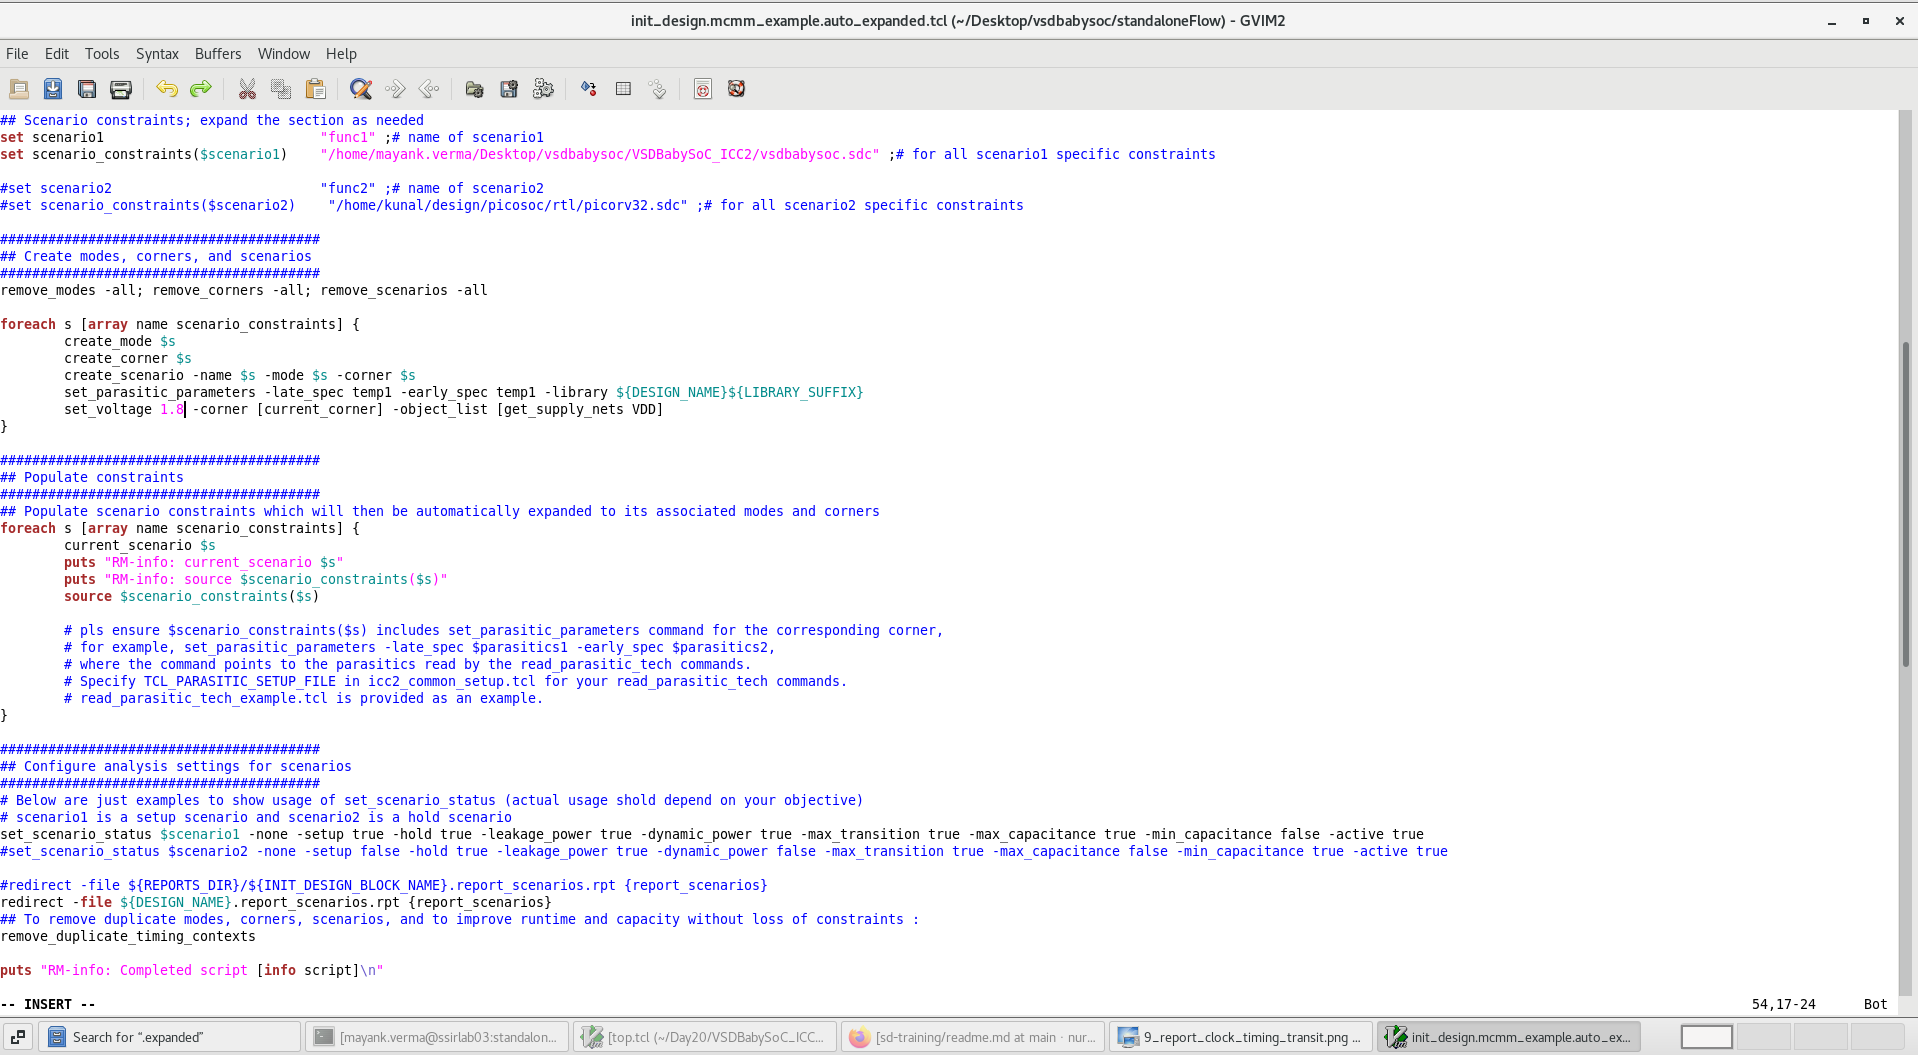 init_design.mcmm_example.auto_expanded.tcl (~/Desktop/vsdbabysoc/standaloneFlow) - GVIM2
File Edit Tools Syntax Buffers Window Help
## Scenario constraints; expand the section as needed
set scenario1                           "func1" ;# name of scenario1
set scenario_constraints($scenario1)    "/home/mayank.verma/Desktop/vsdbabysoc/VSDBabySoC_ICC2/vsdbabysoc.sdc" ;# for all scenario1 specific constraints
#set scenario2                          "func2" ;# name of scenario2
#set scenario_constraints($scenario2)    "/home/kunal/design/picosoc/rtl/picorv32.sdc" ;# for all scenario2 specific constraints
########################################
## Create modes, corners, and scenarios
########################################
remove_modes -all; remove_corners -all; remove_scenarios -all
foreach s [array name scenario_constraints] {
        create_mode $s
        create_corner $s
        create_scenario -name $s -mode $s -corner $s
        set_parasitic_parameters -late_spec temp1 -early_spec temp1 -library ${DESIGN_NAME}${LIBRARY_SUFFIX}
        set_voltage 1.8 -corner [current_corner] -object_list [get_supply_nets VDD]
}
########################################
## Populate constraints
########################################
## Populate scenario constraints which will then be automatically expanded to its associated modes and corners
foreach s [array name scenario_constraints] {
        current_scenario $s
        puts "RM-info: current_scenario $s"
        puts "RM-info: source $scenario_constraints($s)"
        source $scenario_constraints($s)
        # pls ensure $scenario_constraints($s) includes set_parasitic_parameters command for the corresponding corner,
        # for example, set_parasitic_parameters -late_spec $parasitics1 -early_spec $parasitics2,
        # where the command points to the parasitics read by the read_parasitic_tech commands.
        # Specify TCL_PARASITIC_SETUP_FILE in icc2_common_setup.tcl for your read_parasitic_tech commands.
        # read_parasitic_tech_example.tcl is provided as an example.
}
########################################
## Configure analysis settings for scenarios
########################################
# Below are just examples to show usage of set_scenario_status (actual usage shold depend on your objective)
# scenario1 is a setup scenario and scenario2 is a hold scenario
set_scenario_status $scenario1 -none -setup true -hold true -leakage_power true -dynamic_power true -max_transition true -max_capacitance true -min_capacitance false -active true
#set_scenario_status $scenario2 -none -setup false -hold true -leakage_power true -dynamic_power false -max_transition true -max_capacitance false -min_capacitance true -active true
#redirect -file ${REPORTS_DIR}/${INIT_DESIGN_BLOCK_NAME}.report_scenarios.rpt {report_scenarios}
redirect -file ${DESIGN_NAME}.report_scenarios.rpt {report_scenarios}
## To remove duplicate modes, corners, scenarios, and to improve runtime and capacity without loss of constraints :
remove_duplicate_timing_contexts
puts "RM-info: Completed script [info script]\n"
-- INSERT -- 54,17-24 Bot
Search for “.expanded” [mayank.verma@ssirlab03:standalon... [top.tcl (~/Day20/VSDBabySoC_ICC... [sd-training/readme.md at main · nur... 9_report_clock_timing_transit.png ... init_design.mcmm_example.auto_ex...